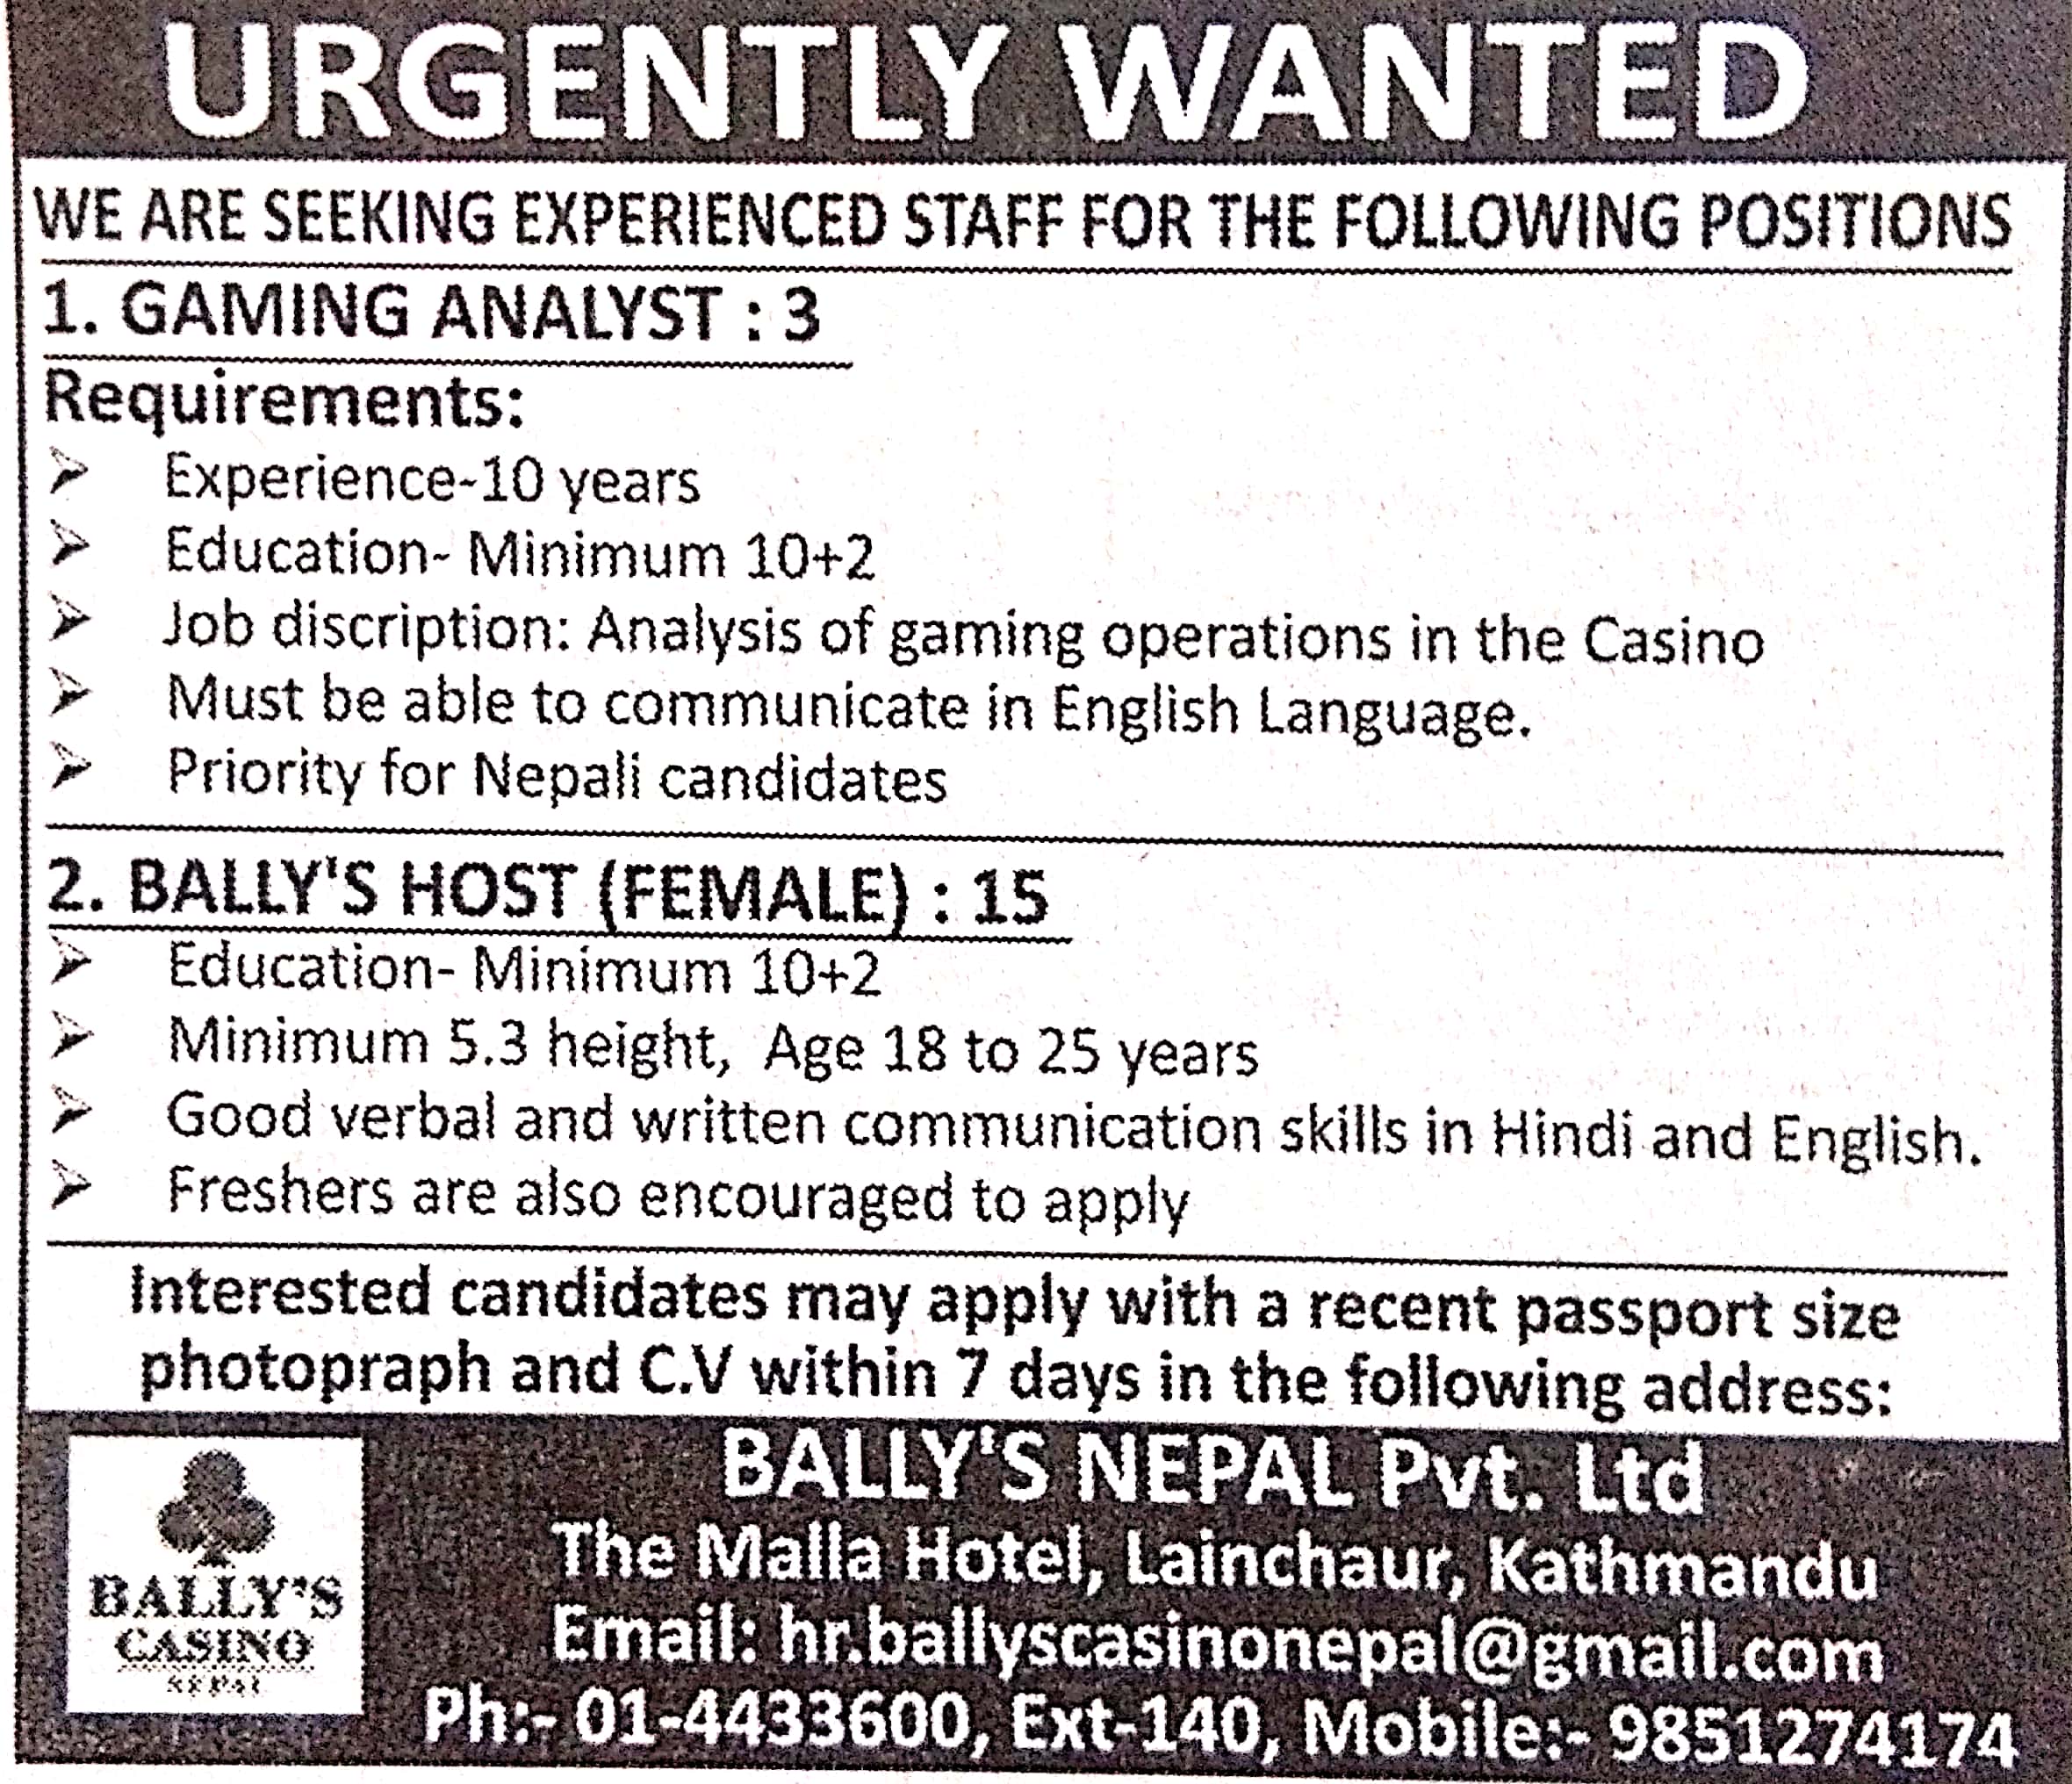 URGENTLY WANTED
WE ARE SEEKING EXPERIENCED STAFF FOR THE FOLLOWING POSITIONS
1. GAMING ANALYST : 3
Requirements:
➢ Experience-10 years
➢ Education- Minimum 10+2
➢ Job discription: Analysis of gaming operations in the Casino
➢ Must be able to communicate in English Language.
➢ Priority for Nepali candidates
2. BALLY'S HOST (FEMALE) : 15
➢ Education- Minimum 10+2
➢ Minimum 5.3 height, Age 18 to 25 years
➢ Good verbal and written communication skills in Hindi and English.
➢ Freshers are also encouraged to apply
Interested candidates may apply with a recent passport size
photopraph and C.V within 7 days in the following address:
BALLY'S NEPAL Pvt. Ltd
The Malla Hotel, Lainchaur, Kathmandu
Email: hr.ballyscasinonepal@gmail.com
Ph:- 01-4433600, Ext-140, Mobile:- 9851274174
BALLY'S
CASINO
NEPAL